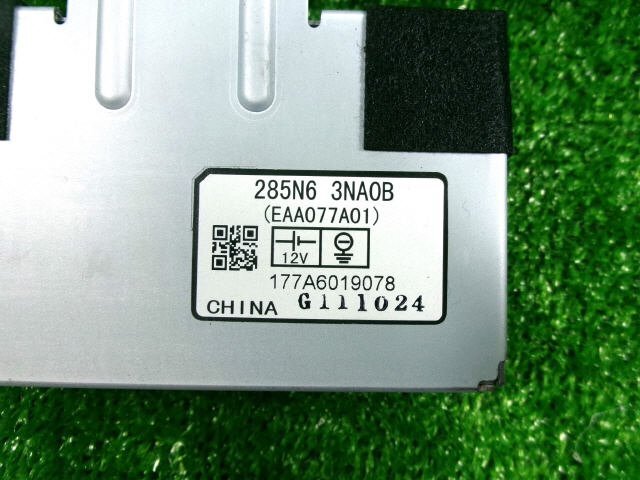 285N6 3NA0B
(EAA077A01)
12V
177A6019078
CHINA G111024